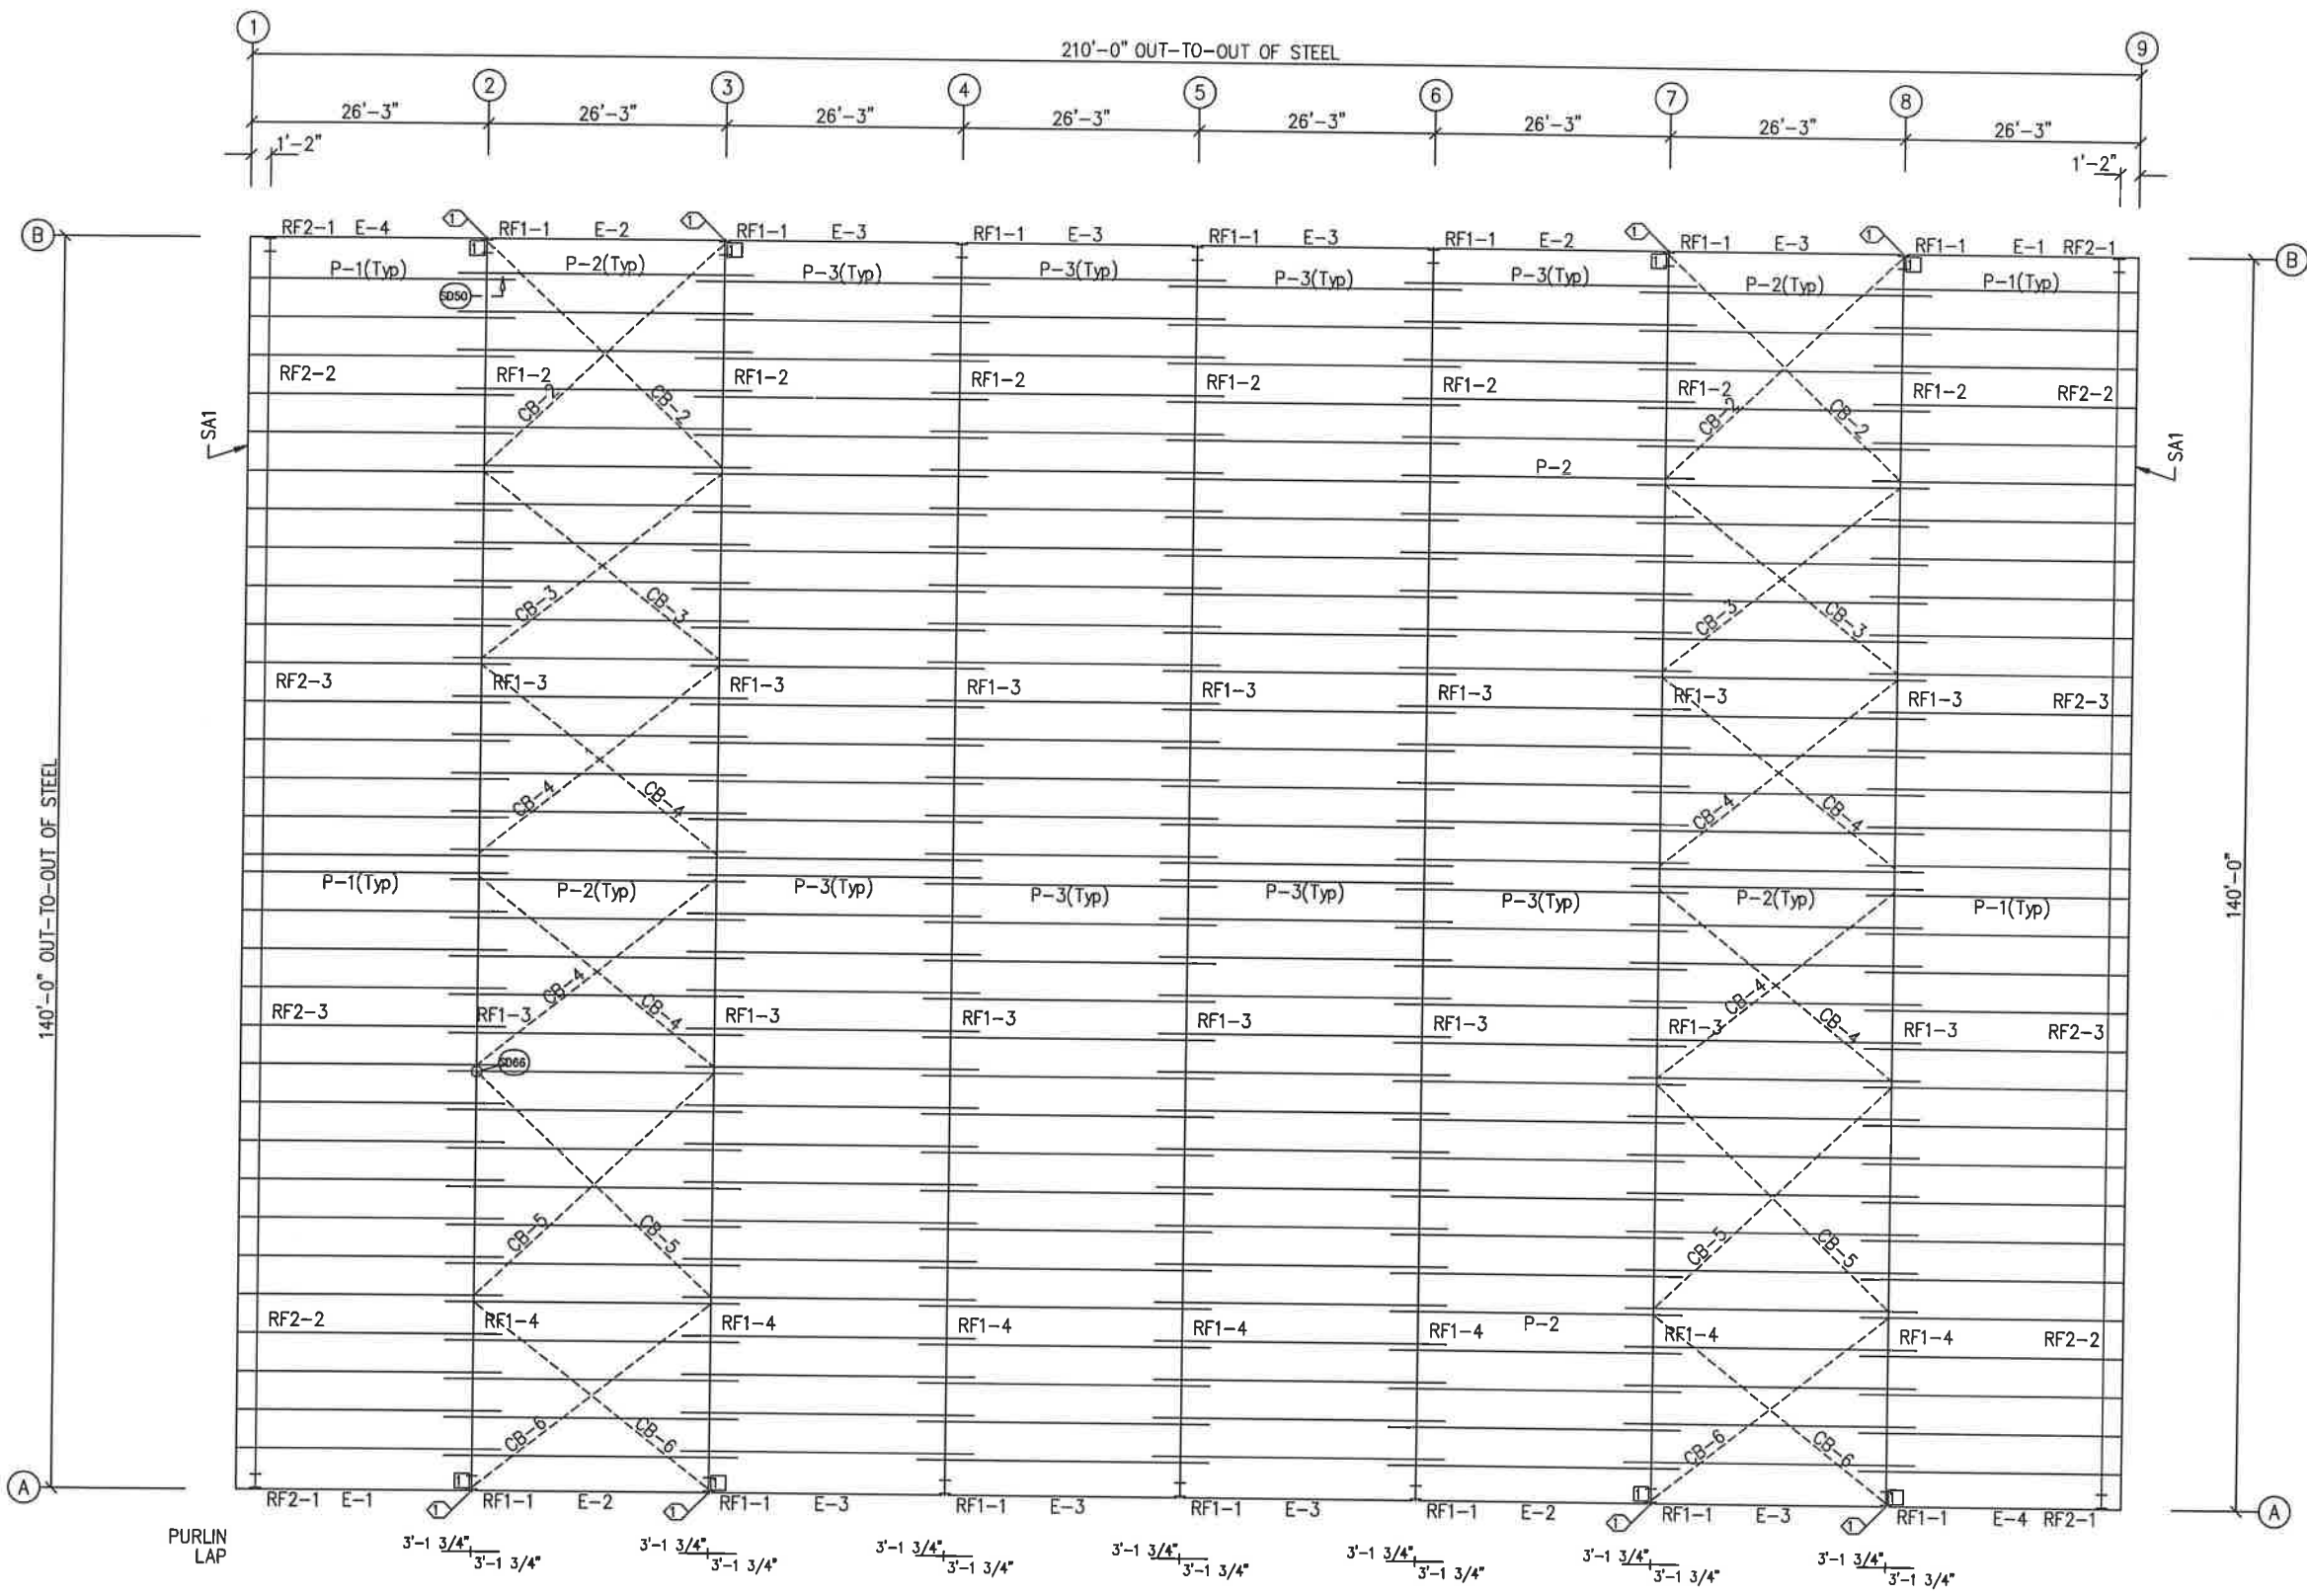 1
210'-0" OUT-TO-OUT OF STEEL
9
2
3
4
5
6
7
8
26'-3"
26'-3"
26'-3"
26'-3"
26'-3"
26'-3"
26'-3"
26'-3"
1'-2"
1'-2"
B
RF2-1 E-4
1
RF1-1 E-2
1
RF1-1 E-3
RF1-1 E-3
RF1-1 E-3
RF1-1 E-2
1
RF1-1 E-3
1
RF1-1 E-1 RF2-1
B
1
1
1
1
P-1(Typ)
P-2(Typ)
P-3(Typ)
P-3(Typ)
P-3(Typ)
P-3(Typ)
P-2(Typ)
P-1(Typ)
SD50
RF2-2
RF1-2
RF1-2
RF1-2
RF1-2
RF1-2
RF1-2
RF1-2
RF2-2
CB-2
CB-2
CB-2
CB-2
SA1
SA1
P-2
CB-3
CB-3
CB-3
CB-3
RF2-3
RF1-3
RF1-3
RF1-3
RF1-3
RF1-3
RF1-3
RF1-3
RF2-3
CB-4
CB-4
CB-4
CB-4
140'-0" OUT-TO-OUT OF STEEL
140'-0"
P-1(Typ)
P-2(Typ)
P-3(Typ)
P-3(Typ)
P-3(Typ)
P-3(Typ)
P-2(Typ)
P-1(Typ)
CB-4
CB-4
CB-4
CB-4
RF2-3
RF1-3
RF1-3
RF1-3
RF1-3
RF1-3
RF1-3
RF1-3
RF2-3
SD66
CB-5
CB-5
CB-5
CB-5
RF2-2
RF1-4
RF1-4
RF1-4
RF1-4
RF1-4
P-2
RF1-4
RF1-4
RF2-2
CB-6
CB-6
CB-6
CB-6
1
1
1
1
A
RF2-1 E-1
1
RF1-1 E-2
1
RF1-1 E-3
RF1-1 E-3
RF1-1 E-3
RF1-1 E-2
1
RF1-1 E-3
1
RF1-1 E-4 RF2-1
A
PURLIN
LAP
3'-1 3/4"
3'-1 3/4"
3'-1 3/4"
3'-1 3/4"
3'-1 3/4"
3'-1 3/4"
3'-1 3/4"
3'-1 3/4"
3'-1 3/4"
3'-1 3/4"
3'-1 3/4"
3'-1 3/4"
3'-1 3/4"
3'-1 3/4"